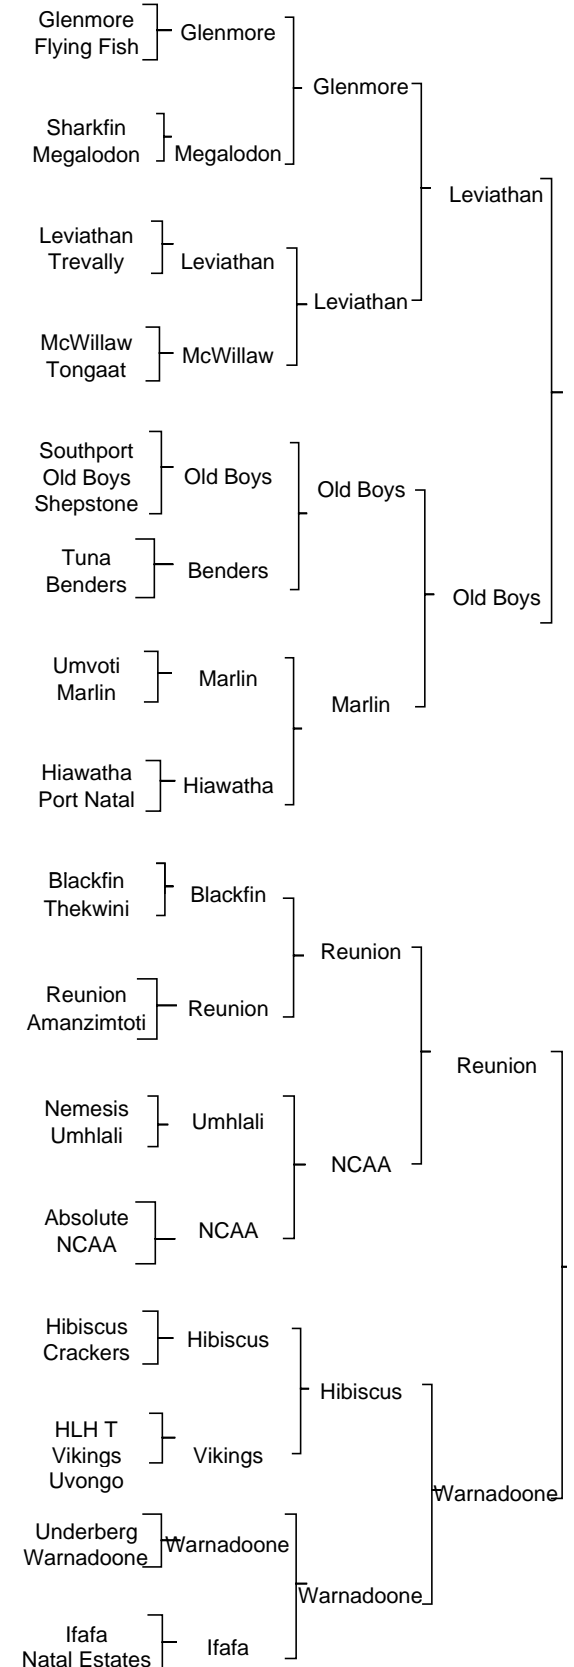 Glenmore
Flying Fish
Glenmore
Glenmore
Sharkfin
Megalodon
Megalodon
Leviathan
Leviathan
Trevally
Leviathan
Leviathan
McWillaw
Tongaat
McWillaw
Southport
Old Boys
Shepstone
Old Boys
Old Boys
Tuna
Benders
Benders
Old Boys
Umvoti
Marlin
Marlin
Marlin
Hiawatha
Port Natal
Hiawatha
Blackfin
Thekwini
Blackfin
Reunion
Reunion
Amanzimtoti
Reunion
Reunion
Nemesis
Umhlali
Umhlali
NCAA
Absolute
NCAA
NCAA
Hibiscus
Crackers
Hibiscus
Hibiscus
HLH T
Vikings
Uvongo
Vikings
Warnadoone
Underberg
Warnadoone
Warnadoone
Warnadoone
Ifafa
Natal Estates
Ifafa